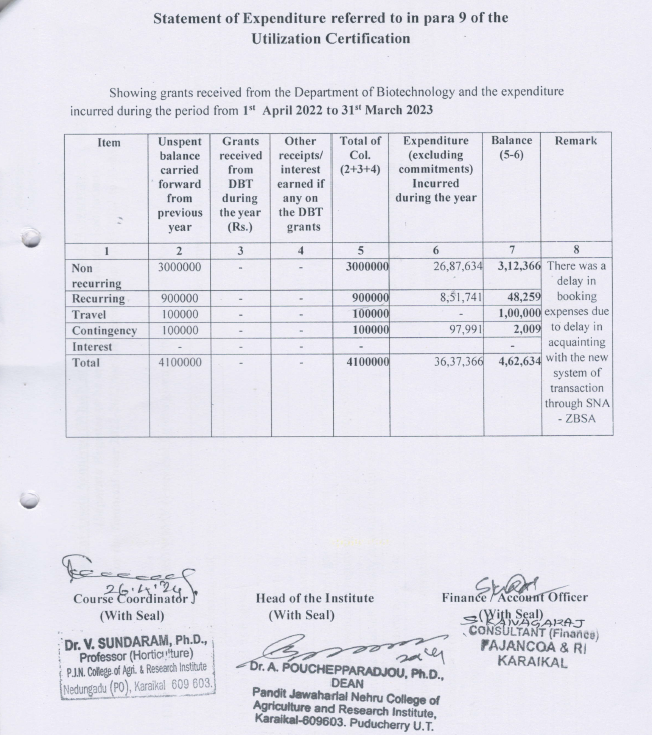 Statement of Expenditure referred to in para 9 of the
Utilization Certification
Showing grants received from the Department of Biotechnology and the expenditure
incurred during the period from 1st April 2022 to 31st March 2023
Item Unspent balance carried forward from previous year Grants received from DBT during the year (Rs.) Other receipts/ interest earned if any on the DBT grants Total of Col. (2+3+4) Expenditure (excluding commitments) Incurred during the year Balance (5-6) Remark
1 2 3 4 5 6 7 8
Non recurring 3000000 - - 3000000 26,87,634 3,12,366
Recurring 900000 - - 900000 8,51,741 48,259
Travel 100000 - - 100000 - 1,00,000
Contingency 100000 - - 100000 97,991 2,009
Interest - - - - -
Total 4100000 - - 4100000 36,37,366 4,62,634
There was a
delay in
booking
expenses due
to delay in
acquainting
with the new
system of
transaction
through SNA
- ZBSA
26.4.24
Course Coordinator
(With Seal)
Dr. V. SUNDARAM, Ph.D.,
Professor (Horticulture)
P.J.N. College of Agri. & Research Institute
Nedungadu (PO), Karaikal 609 603.
Head of the Institute
(With Seal)
Dr. A. POUCHEPPARADJOU, Ph.D.,
DEAN
Pandit Jawaharlal Nehru College of
Agriculture and Research Institute,
Karaikal-609603. Puducherry U.T.
Finance / Account Officer
(With Seal)
S. KANAGARAJ
CONSULTANT (Finance)
PAJANCOA & RI
KARAIKAL